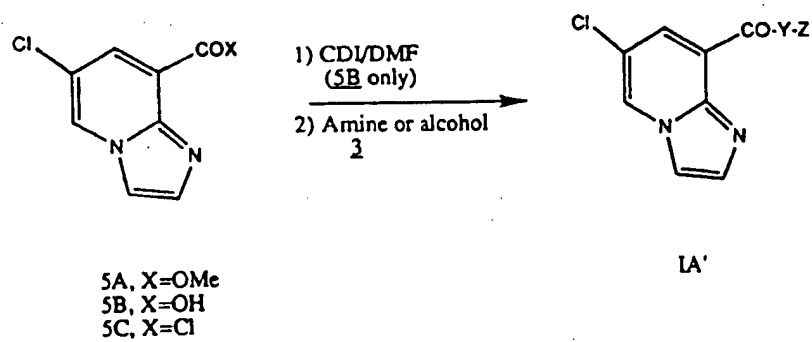 Cl
COX
N
N
1) CDI/DMF
(5B only)
2) Amine or alcohol
3
Cl
CO-Y-Z
N
N
5A, X=OMe
5B, X=OH
5C, X=Cl
IA'